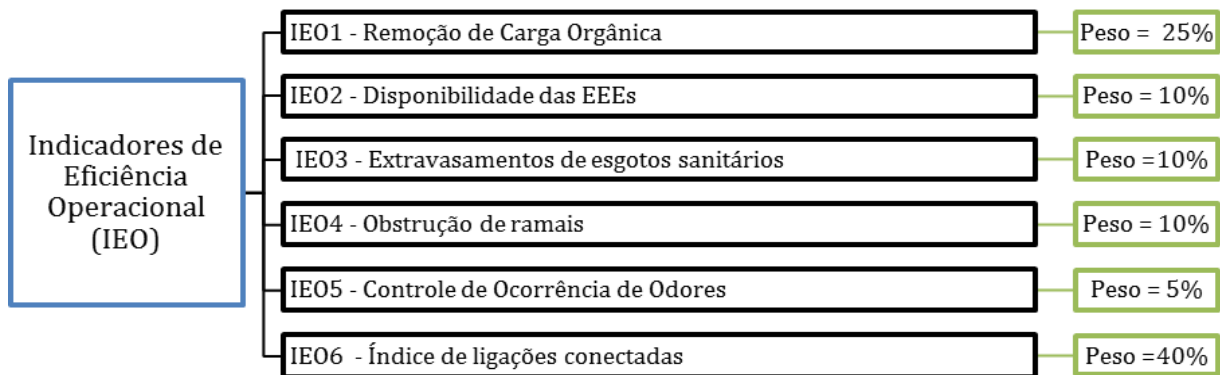 Indicadores de
Eficiência
Operacional
(IEO)
IEO1 - Remoção de Carga Orgânica
Peso = 25%
IEO2 - Disponibilidade das EEEs
Peso = 10%
IEO3 - Extravasamentos de esgotos sanitários
Peso =10%
IEO4 - Obstrução de ramais
Peso = 10%
IEO5 - Controle de Ocorrência de Odores
Peso = 5%
IEO6 - Índice de ligações conectadas
Peso =40%